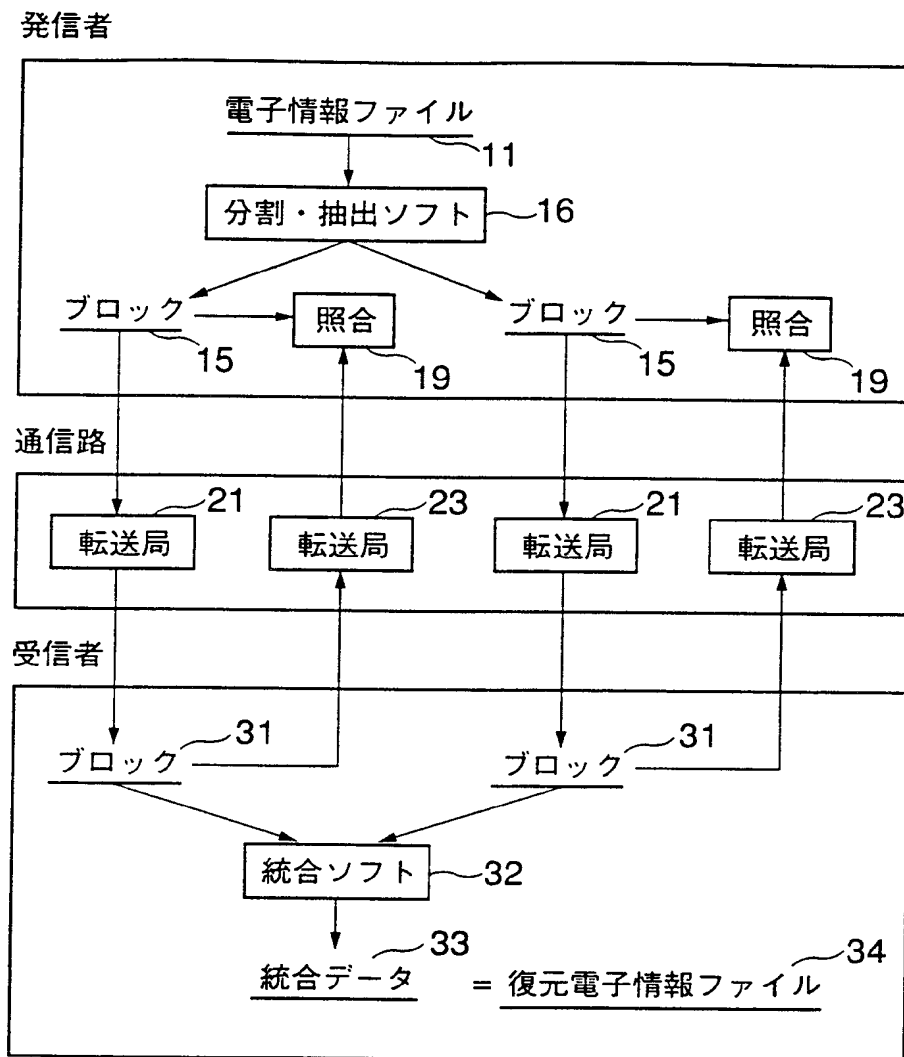 発信者
電子情報ファイル
11
分割・抽出ソフト 16
ブロック 照合 ブロック 照合
15 19 15 19
通信路
21 23 21 23
転送局 転送局 転送局 転送局
受信者
31 31
ブロック ブロック
統合ソフト 32
33 34
統合データ = 復元電子情報ファイル